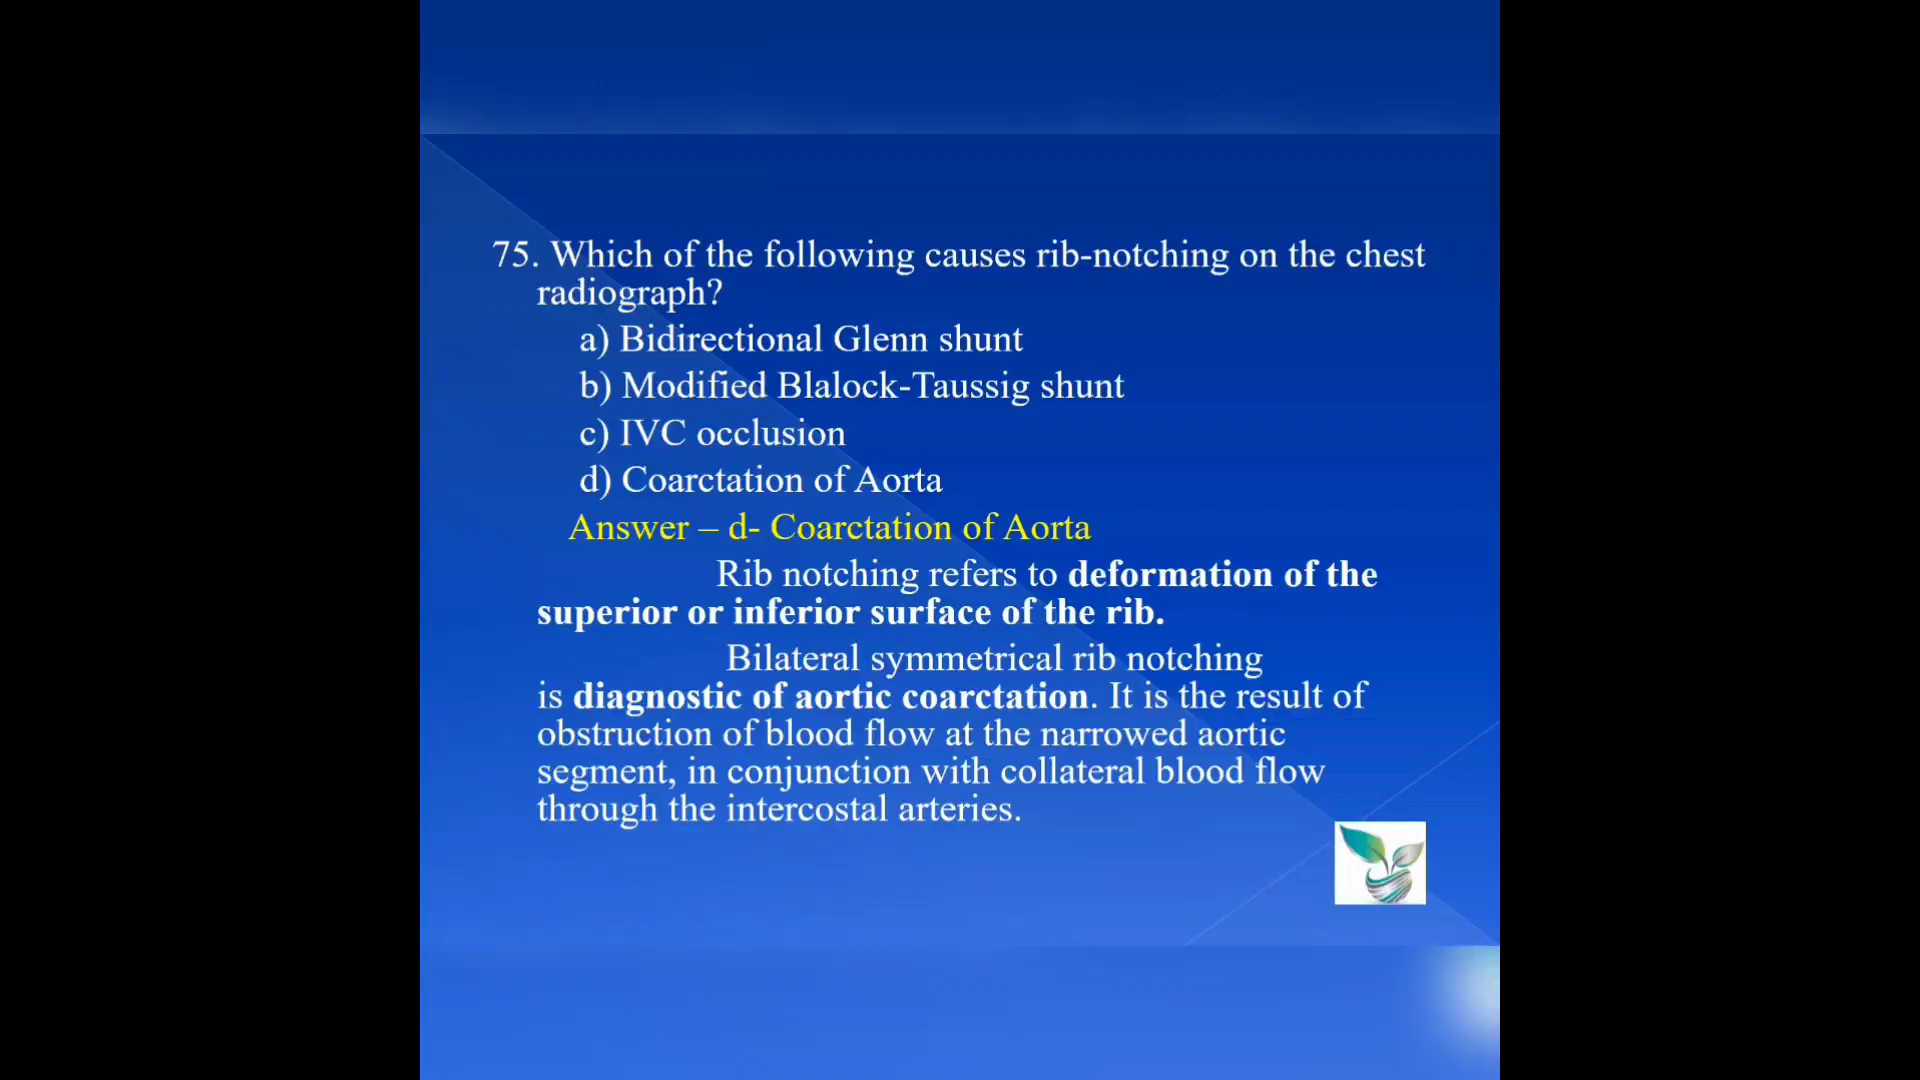 75. Which of the following causes rib-notching on the chest
radiograph?
a) Bidirectional Glenn shunt
b) Modified Blalock-Taussig shunt
c) IVC occlusion
d) Coarctation of Aorta
Answer – d- Coarctation of Aorta
Rib notching refers to deformation of the
superior or inferior surface of the rib.
Bilateral symmetrical rib notching
is diagnostic of aortic coarctation. It is the result of
obstruction of blood flow at the narrowed aortic
segment, in conjunction with collateral blood flow
through the intercostal arteries.